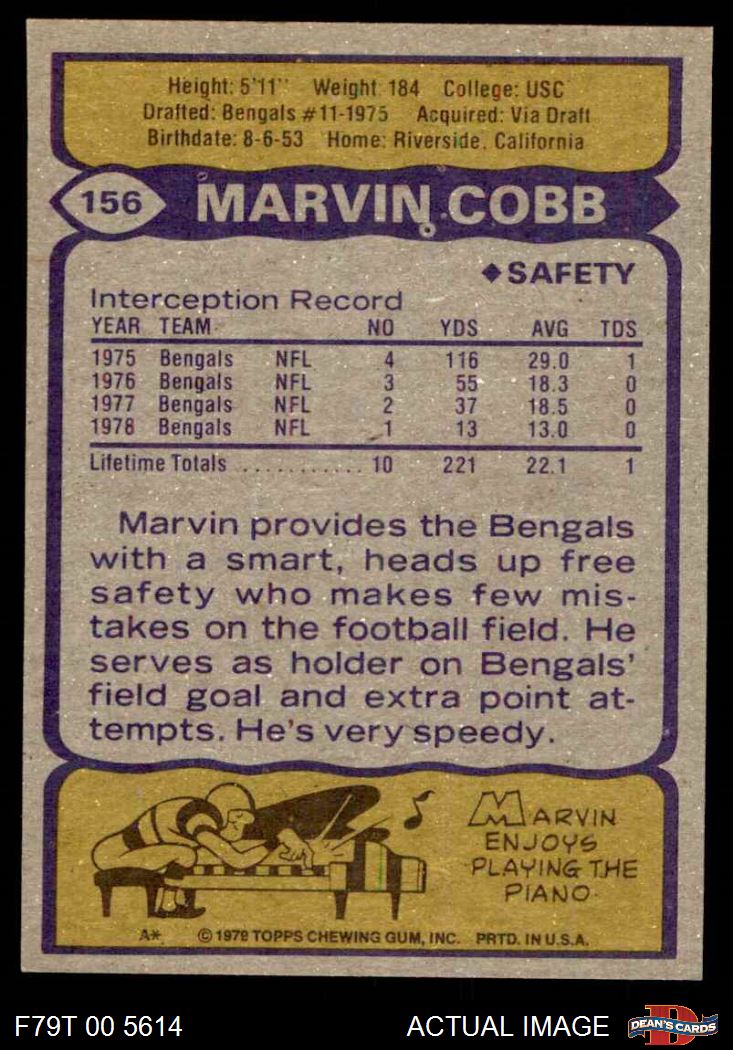 Height: 5'11" Weight 184 College: USC
Drafted: Bengals #11-1975 Acquired: Via Draft
Birthdate: 8-6-53 Home: Riverside, California
156 MARVIN COBB
◆SAFETY
Interception Record
YEAR TEAM NO YDS AVG TDS
1975 Bengals NFL 4 116 29.0 1
1976 Bengals NFL 3 55 18.3 0
1977 Bengals NFL 2 37 18.5 0
1978 Bengals NFL 1 13 13.0 0
Lifetime Totals ............ 10 221 22.1 1
Marvin provides the Bengals
with a smart, heads up free
safety who makes few mis-
takes on the football field. He
serves as holder on Bengals'
field goal and extra point at-
tempts. He's very speedy.
MARVIN
ENJOYS
PLAYING THE
PIANO.
A* © 1979 TOPPS CHEWING GUM, INC. PRTD. IN U.S.A.
F79T 00 5614 ACTUAL IMAGE D DEAN'S CARDS